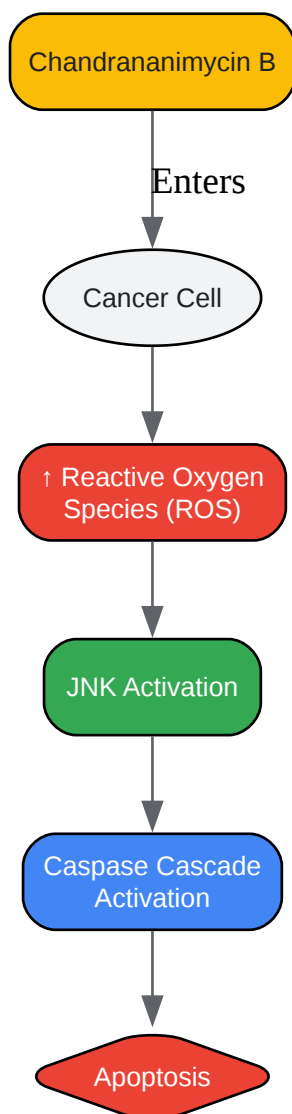 Chandrananimycin B
Enters
Cancer Cell
↑ Reactive Oxygen
Species (ROS)
JNK Activation
Caspase Cascade
Activation
Apoptosis